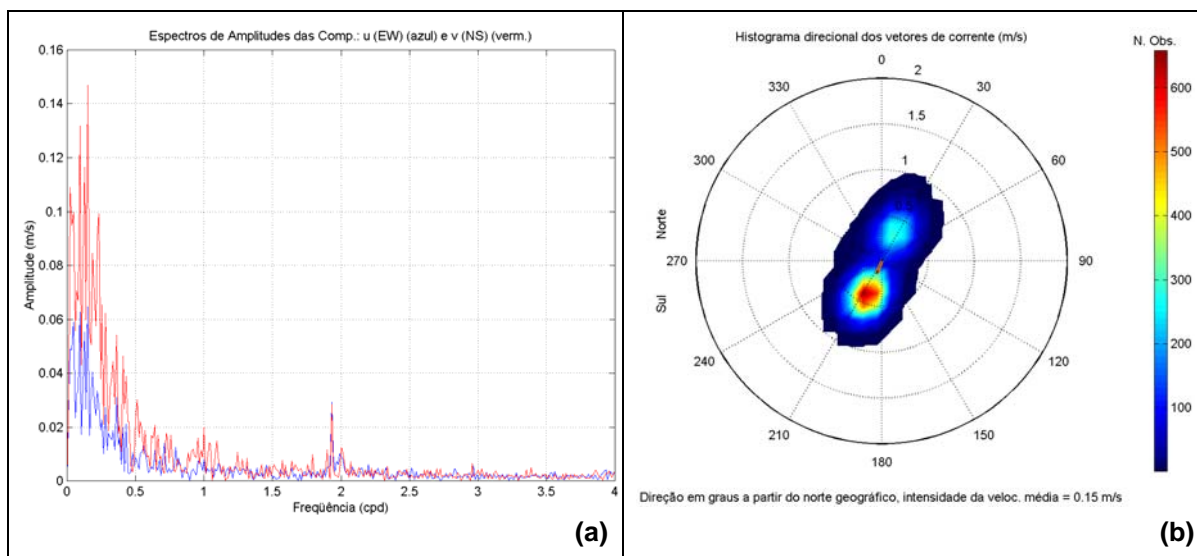 Espectros de Amplitudes das Comp.: u (EW) (azul) e v (NS) (verm.)
0.16
0.14
0.12
0.1
0.08
0.06
0.04
0.02
0
Amplitude (m/s)
0 0.5 1 1.5 2 2.5 3 3.5 4
Freqüência (cpd)
(a)
Histograma direcional dos vetores de corrente (m/s)
N. Obs.
0
330 2 30
1.5
300 1 60
Norte
270 90
Sul
240 120
210 150
180
600
500
400
300
200
100
Direção em graus a partir do norte geográfico, intensidade da veloc. média = 0.15 m/s
(b)